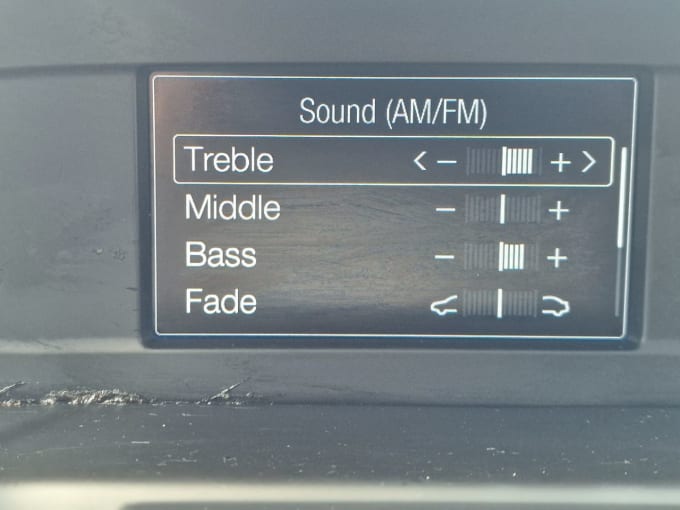 Sound (AM/FM)
Treble < - + >
Middle - +
Bass - +
Fade